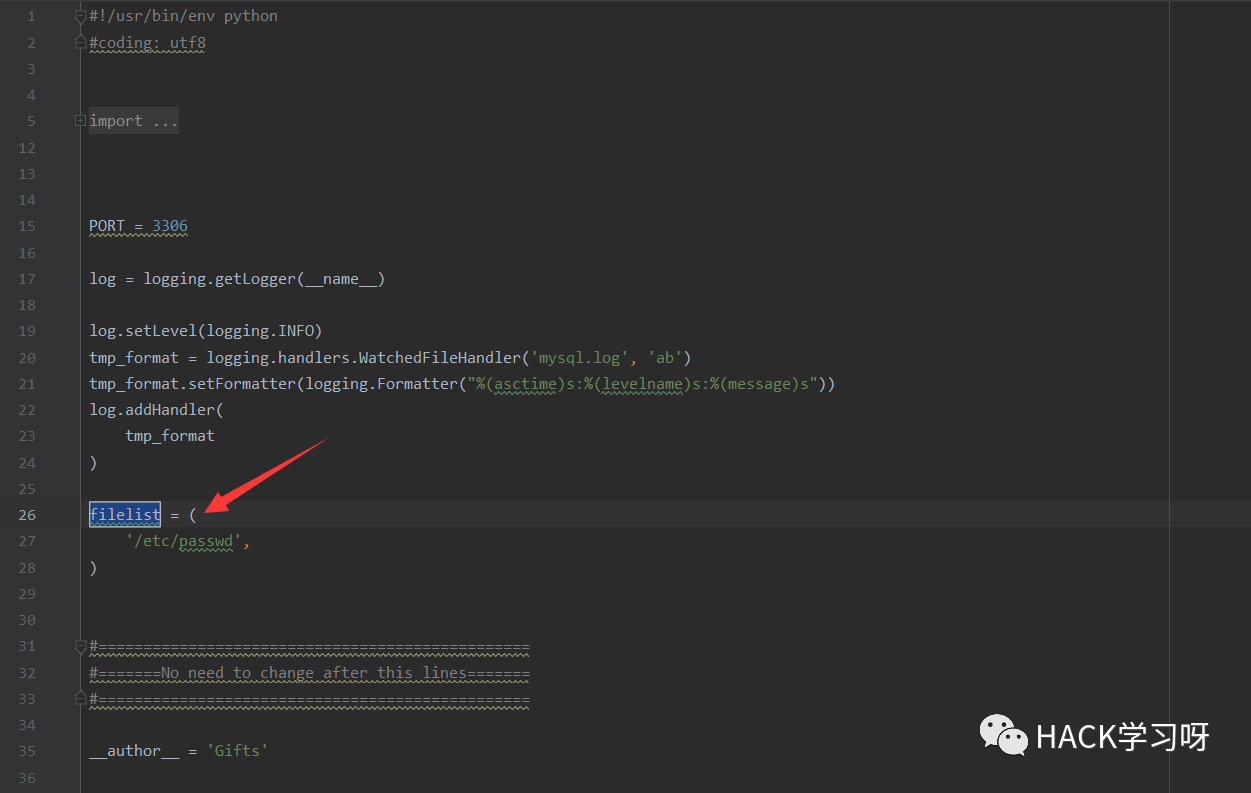 1 #!/usr/bin/env python
2 #coding: utf8
3
4
5 import ...
12
13
14
15 PORT = 3306
16
17 log = logging.getLogger(__name__)
18
19 log.setLevel(logging.INFO)
20 tmp_format = logging.handlers.WatchedFileHandler('mysql.log', 'ab')
21 tmp_format.setFormatter(logging.Formatter("%(asctime)s:%(levelname)s:%(message)s"))
22 log.addHandler(
23     tmp_format
24 )
25
26 filelist = (
27     '/etc/passwd',
28 )
29
30
31 #================================================
32 #=======No need to change after this lines=======
33 #================================================
34
35 __author__ = 'Gifts'
36
HACK学习呀